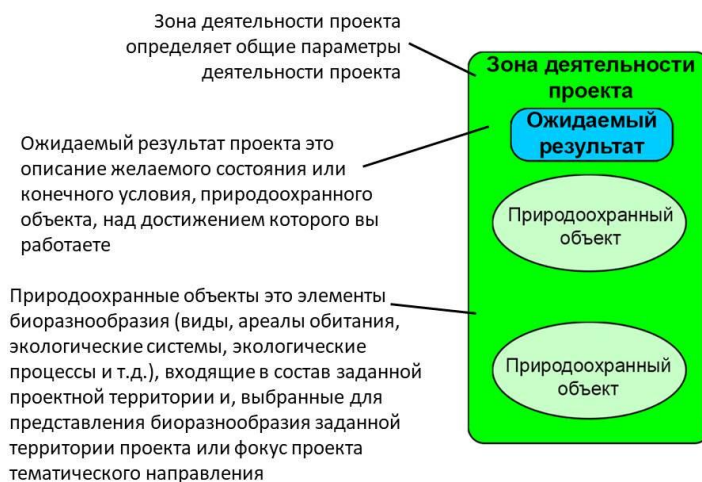 Зона деятельности проекта
определяет общие параметры
деятельности проекта
Ожидаемый результат проекта это
описание желаемого состояния или
конечного условия, природоохранного
объекта, над достижением которого вы
работаете
Природоохранные объекты это элементы
биоразнообразия (виды, ареалы обитания,
экологические системы, экологические
процессы и т.д.), входящие в состав заданной
проектной территории и, выбранные для
представления биоразнообразия заданной
территории проекта или фокус проекта
тематического направления
Зона деятельности
проекта
Ожидаемый
результат
Природоохранный
объект
Природоохранный
объект